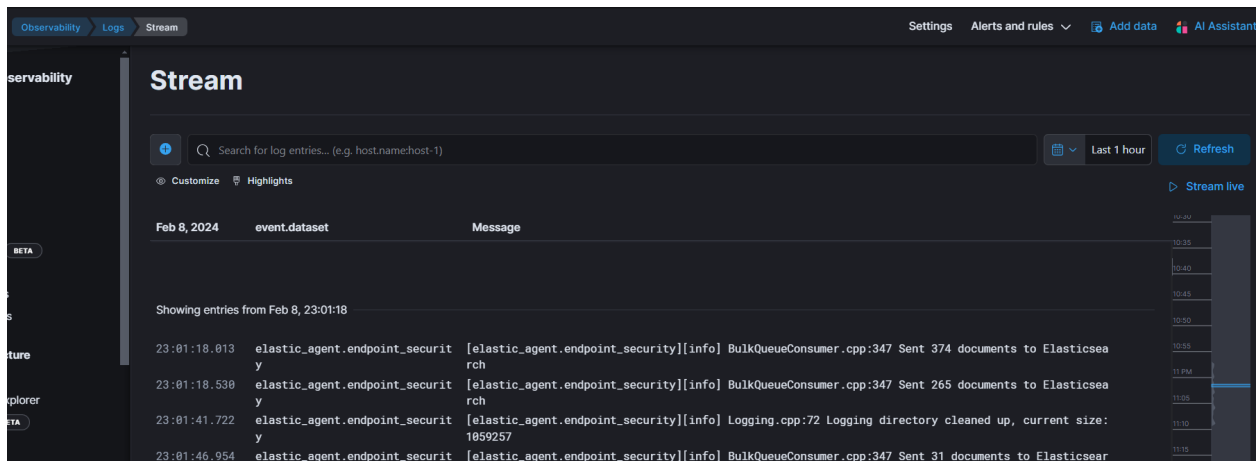 Observability Logs Stream Settings Alerts and rules Add data AI Assistant
servability
Stream
Search for log entries... (e.g. host.name:host-1) Last 1 hour Refresh
Customize Highlights Stream live
Feb 8, 2024 event.dataset Message
10:30
10:35
BETA
10:40
10:45
s
Showing entries from Feb 8, 23:01:18
s
10:50
23:01:18.013 elastic_agent.endpoint_securit [elastic_agent.endpoint_security][info] BulkQueueConsumer.cpp:347 Sent 374 documents to Elasticsea
y rch
cture
10:55
11 PM
23:01:18.530 elastic_agent.endpoint_securit [elastic_agent.endpoint_security][info] BulkQueueConsumer.cpp:347 Sent 265 documents to Elasticsea
y rch
xplorer
11:05
23:01:41.722 elastic_agent.endpoint_securit [elastic_agent.endpoint_security][info] Logging.cpp:72 Logging directory cleaned up, current size:
y 1059257
ETA
11:10
11:15
23:01:46.954 elastic_agent.endpoint_securit [elastic_agent.endpoint_security][info] BulkQueueConsumer.cpp:347 Sent 31 documents to Elasticsear